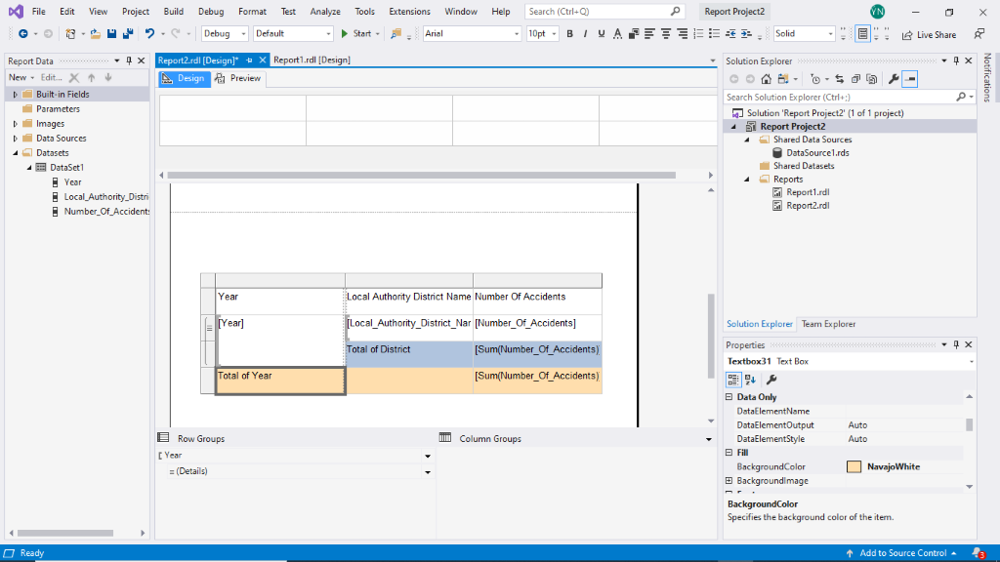 File Edit View Project Build Debug Format Test Analyze Tools Extensions Window Help Search (Ctrl+Q) Report Project2 YN
Debug Default Start Arial 10pt B I U A Solid Live Share
Report Data
New Edit...
Built-in Fields
Parameters
Images
Data Sources
Datasets
DataSet1
Year
Local_Authority_Distri
Number_Of_Accidents
Report2.rdl [Design]* Report1.rdl [Design]
Design Preview
Year Local Authority District Name Number Of Accidents
[Year] [Local_Authority_District_Nar [Number_Of_Accidents]
Total of District [Sum(Number_Of_Accidents)
Total of Year [Sum(Number_Of_Accidents)
Row Groups Column Groups
[ Year
= (Details)
Solution Explorer
Search Solution Explorer (Ctrl+;)
Solution 'Report Project2' (1 of 1 project)
Report Project2
Shared Data Sources
DataSource1.rds
Shared Datasets
Reports
Report1.rdl
Report2.rdl
Solution Explorer Team Explorer
Properties
Textbox31 Text Box
Data Only
DataElementName
DataElementOutput Auto
DataElementStyle Auto
Fill
BackgroundColor NavajoWhite
BackgroundImage
BackgroundColor
Specifies the background color of the item.
Notifications
Ready Add to Source Control 3